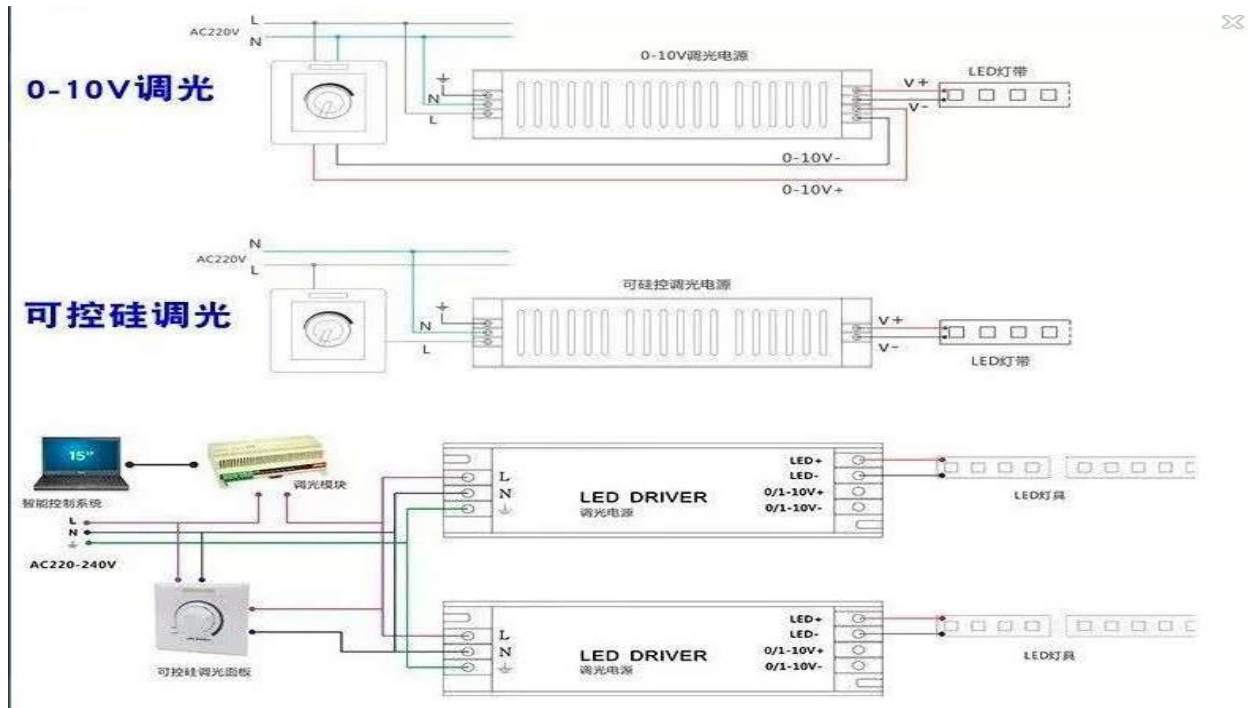 L
AC220V
N
0-10V调光电源
LED灯带
V+
0-10V调光
N
V-
L
0-10V-
0-10V+
N
AC220V
L
可硅控调光电源
可控硅调光
N
V+
L
V-
LED灯带
15"
调光模块
智能控制系统
L
N
AC220-240V
可控硅调光面板
LED+
L
LED-
N
LED DRIVER
0/1-10V+
调光电源
0/1-10V-
LED灯具
LED+
L
LED-
N
LED DRIVER
0/1-10V+
调光电源
0/1-10V-
LED灯具